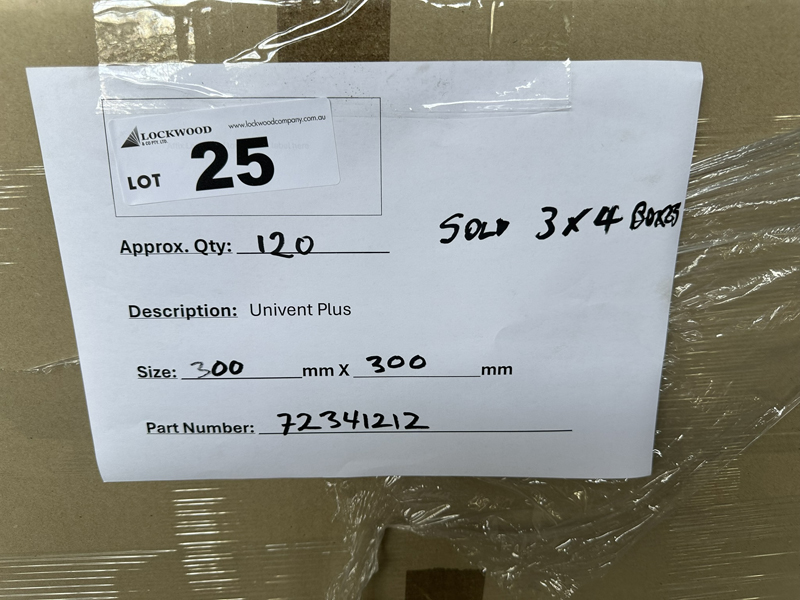 LOCKWOOD www.lockwoodcompany.com.au
& CO PTY. LTD.
LOT 25
Approx. Qty: 120
SOLD 3 X 4 BOXES
Description: Univent Plus
Size: 300 mm X 300 mm
Part Number: 72341212